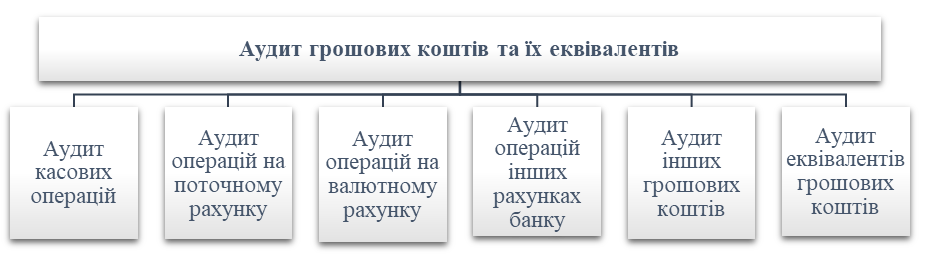 Аудит грошових коштів та їх еквівалентів
Аудит
касових
операцій
Аудит
операцій на
поточному
рахунку
Аудит
операцій на
валютному
рахунку
Аудит
операцій
інших
рахунках
банку
Аудит
інших
грошових
коштів
Аудит
еквівалентів
грошових
коштів